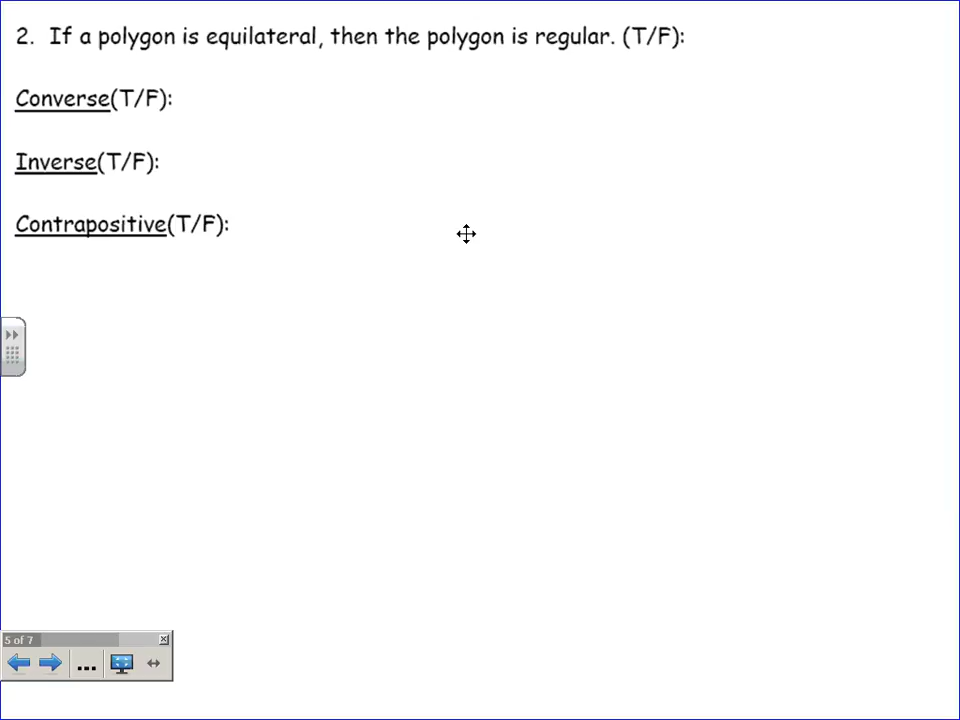 2. If a polygon is equilateral, then the polygon is regular. (T/F):
Converse(T/F):
Inverse(T/F):
Contrapositive(T/F):
5 of 7
...